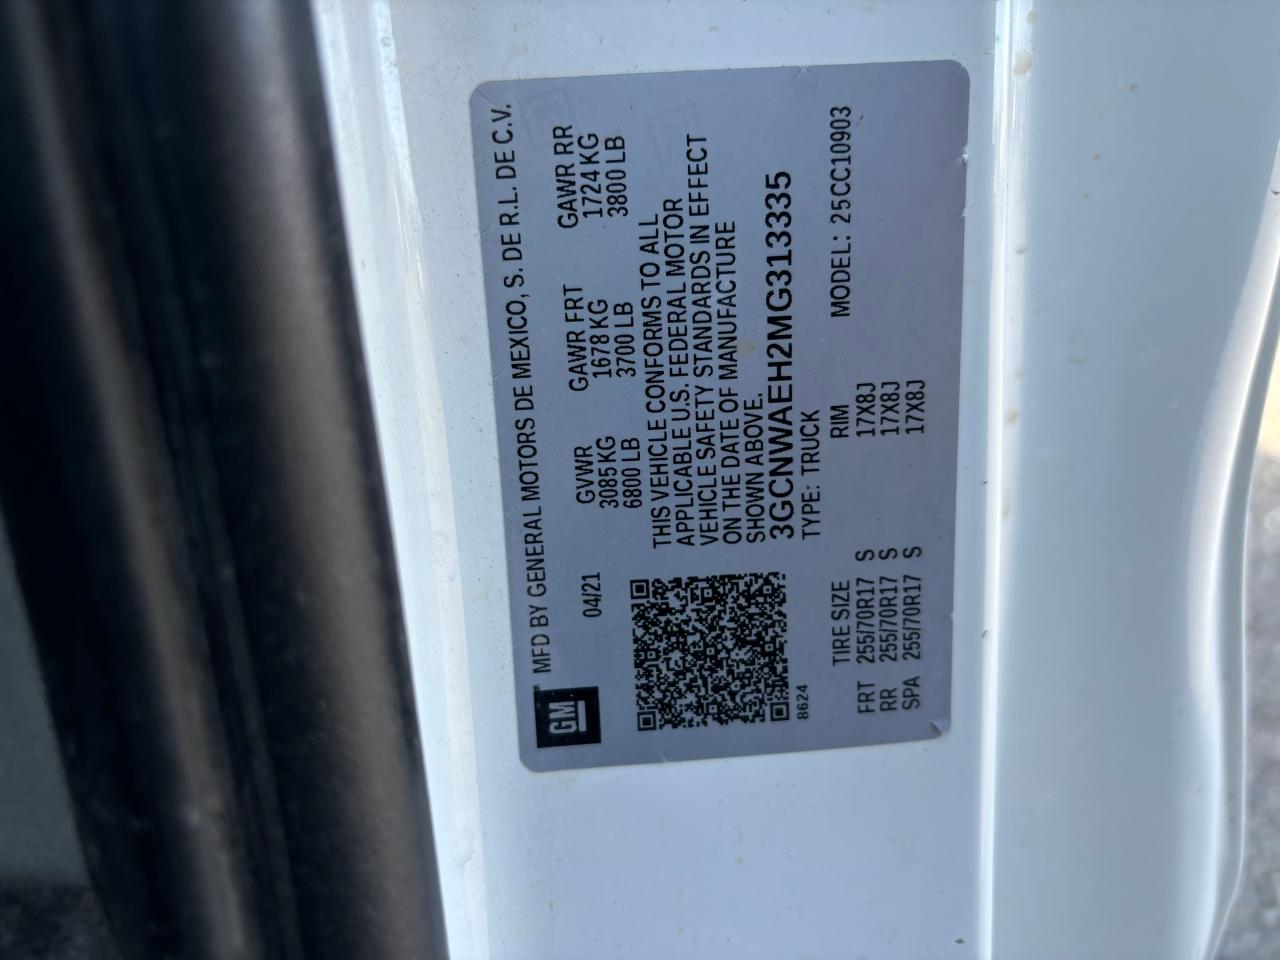 GM
MFD BY GENERAL MOTORS DE MEXICO, S. DE R.L. DE C.V.
04/21 GVWR GAWR FRT GAWR RR
3085 KG 1678 KG 1724 KG
6800 LB 3700 LB 3800 LB
THIS VEHICLE CONFORMS TO ALL
APPLICABLE U.S. FEDERAL MOTOR
VEHICLE SAFETY STANDARDS IN EFFECT
ON THE DATE OF MANUFACTURE
SHOWN ABOVE.
3GCNWAEH2MG313335
8624 TYPE: TRUCK
TIRE SIZE RIM MODEL: 25CC10903
FRT 255/70R17 S 17X8J
RR 255/70R17 S 17X8J
SPA 255/70R17 S 17X8J